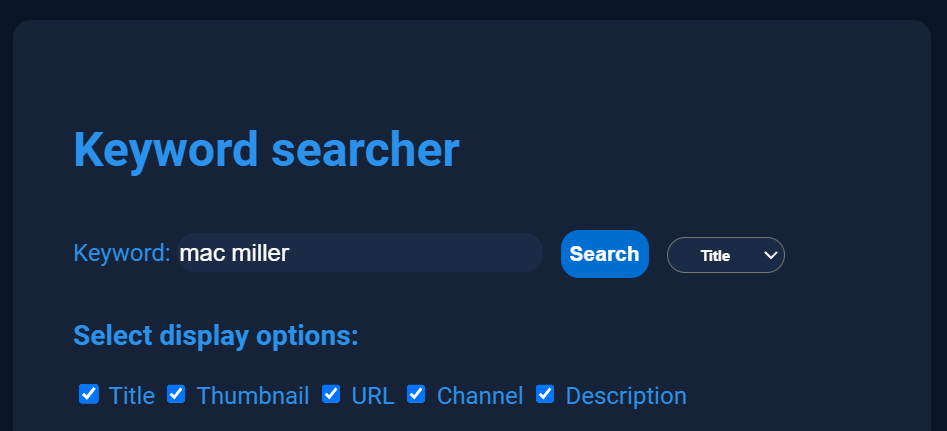 Keyword searcher
Keyword: mac miller Search Title
Select display options:
Title Thumbnail URL Channel Description